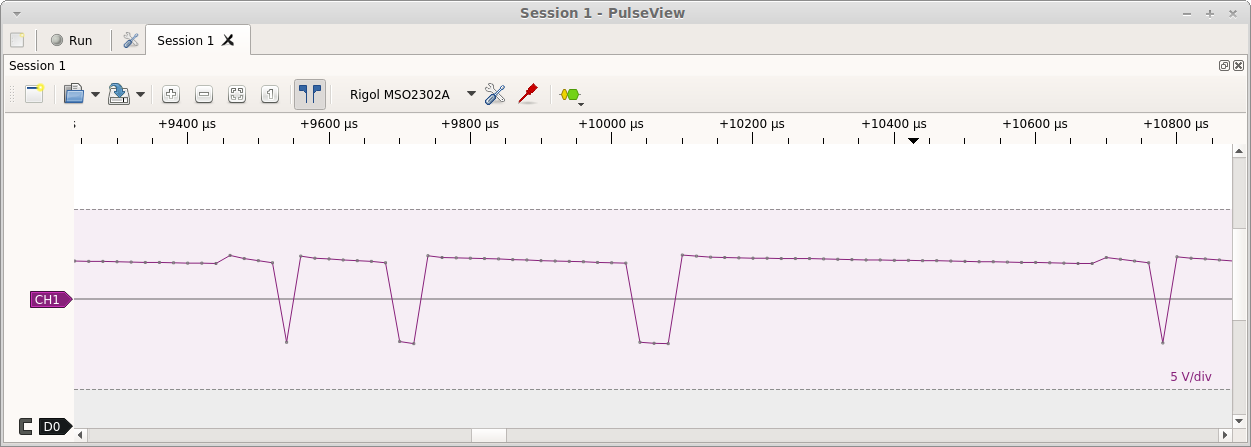 Session 1 - PulseView
Run
Session 1
Session 1
Rigol MSO2302A
s +9400 µs +9600 µs +9800 µs +10000 µs +10200 µs +10400 µs +10600 µs +10800 µs
CH1
5 V/div
D0